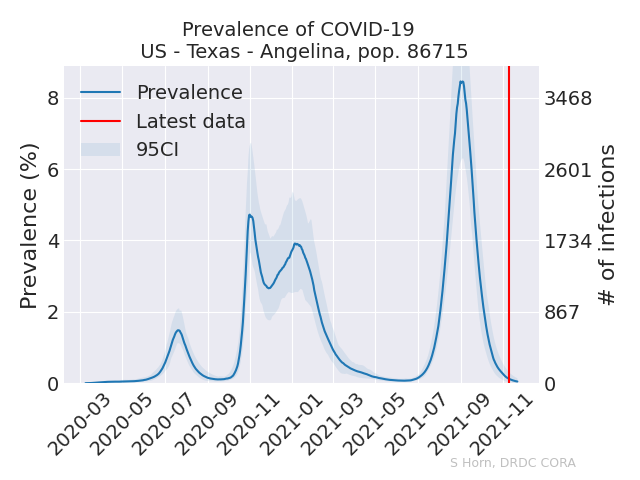 Prevalence of COVID-19
US - Texas - Angelina, pop. 86715
Prevalence
Latest data
95CI
Prevalence (%)
8
6
4
2
0
3468
2601
1734
867
0
# of infections
2020-03
2020-05
2020-07
2020-09
2020-11
2021-01
2021-03
2021-05
2021-07
2021-09
2021-11
S Horn, DRDC CORA